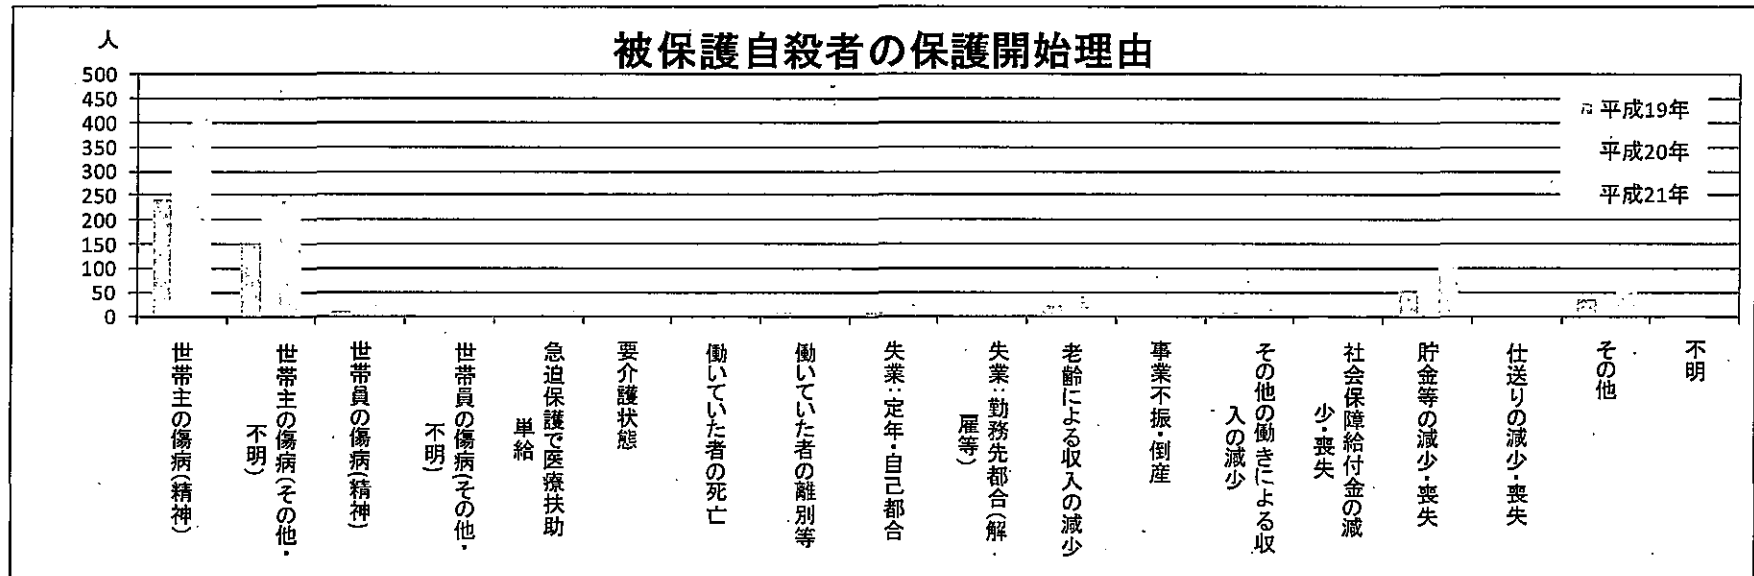 人
被保護自殺者の保護開始理由
500
450
400
350
300
250
200
150
100
50
0
平成19年
平成20年
平成21年
世帯主の傷病(精神)
世帯主の傷病(その他・
不明)
世帯員の傷病(精神)
世帯員の傷病(その他・
不明)
急迫保護で医療扶助
単給
要介護状態
働いていた者の死亡
働いていた者の離別等
失業:定年・自己都合
失業:勤務先都合(解
雇等)
老齢による収入の減少
事業不振・倒産
その他の働きによる収
入の減少
社会保障給付金の減
少・喪失
貯金等の減少・喪失
仕送りの減少・喪失
その他
不明